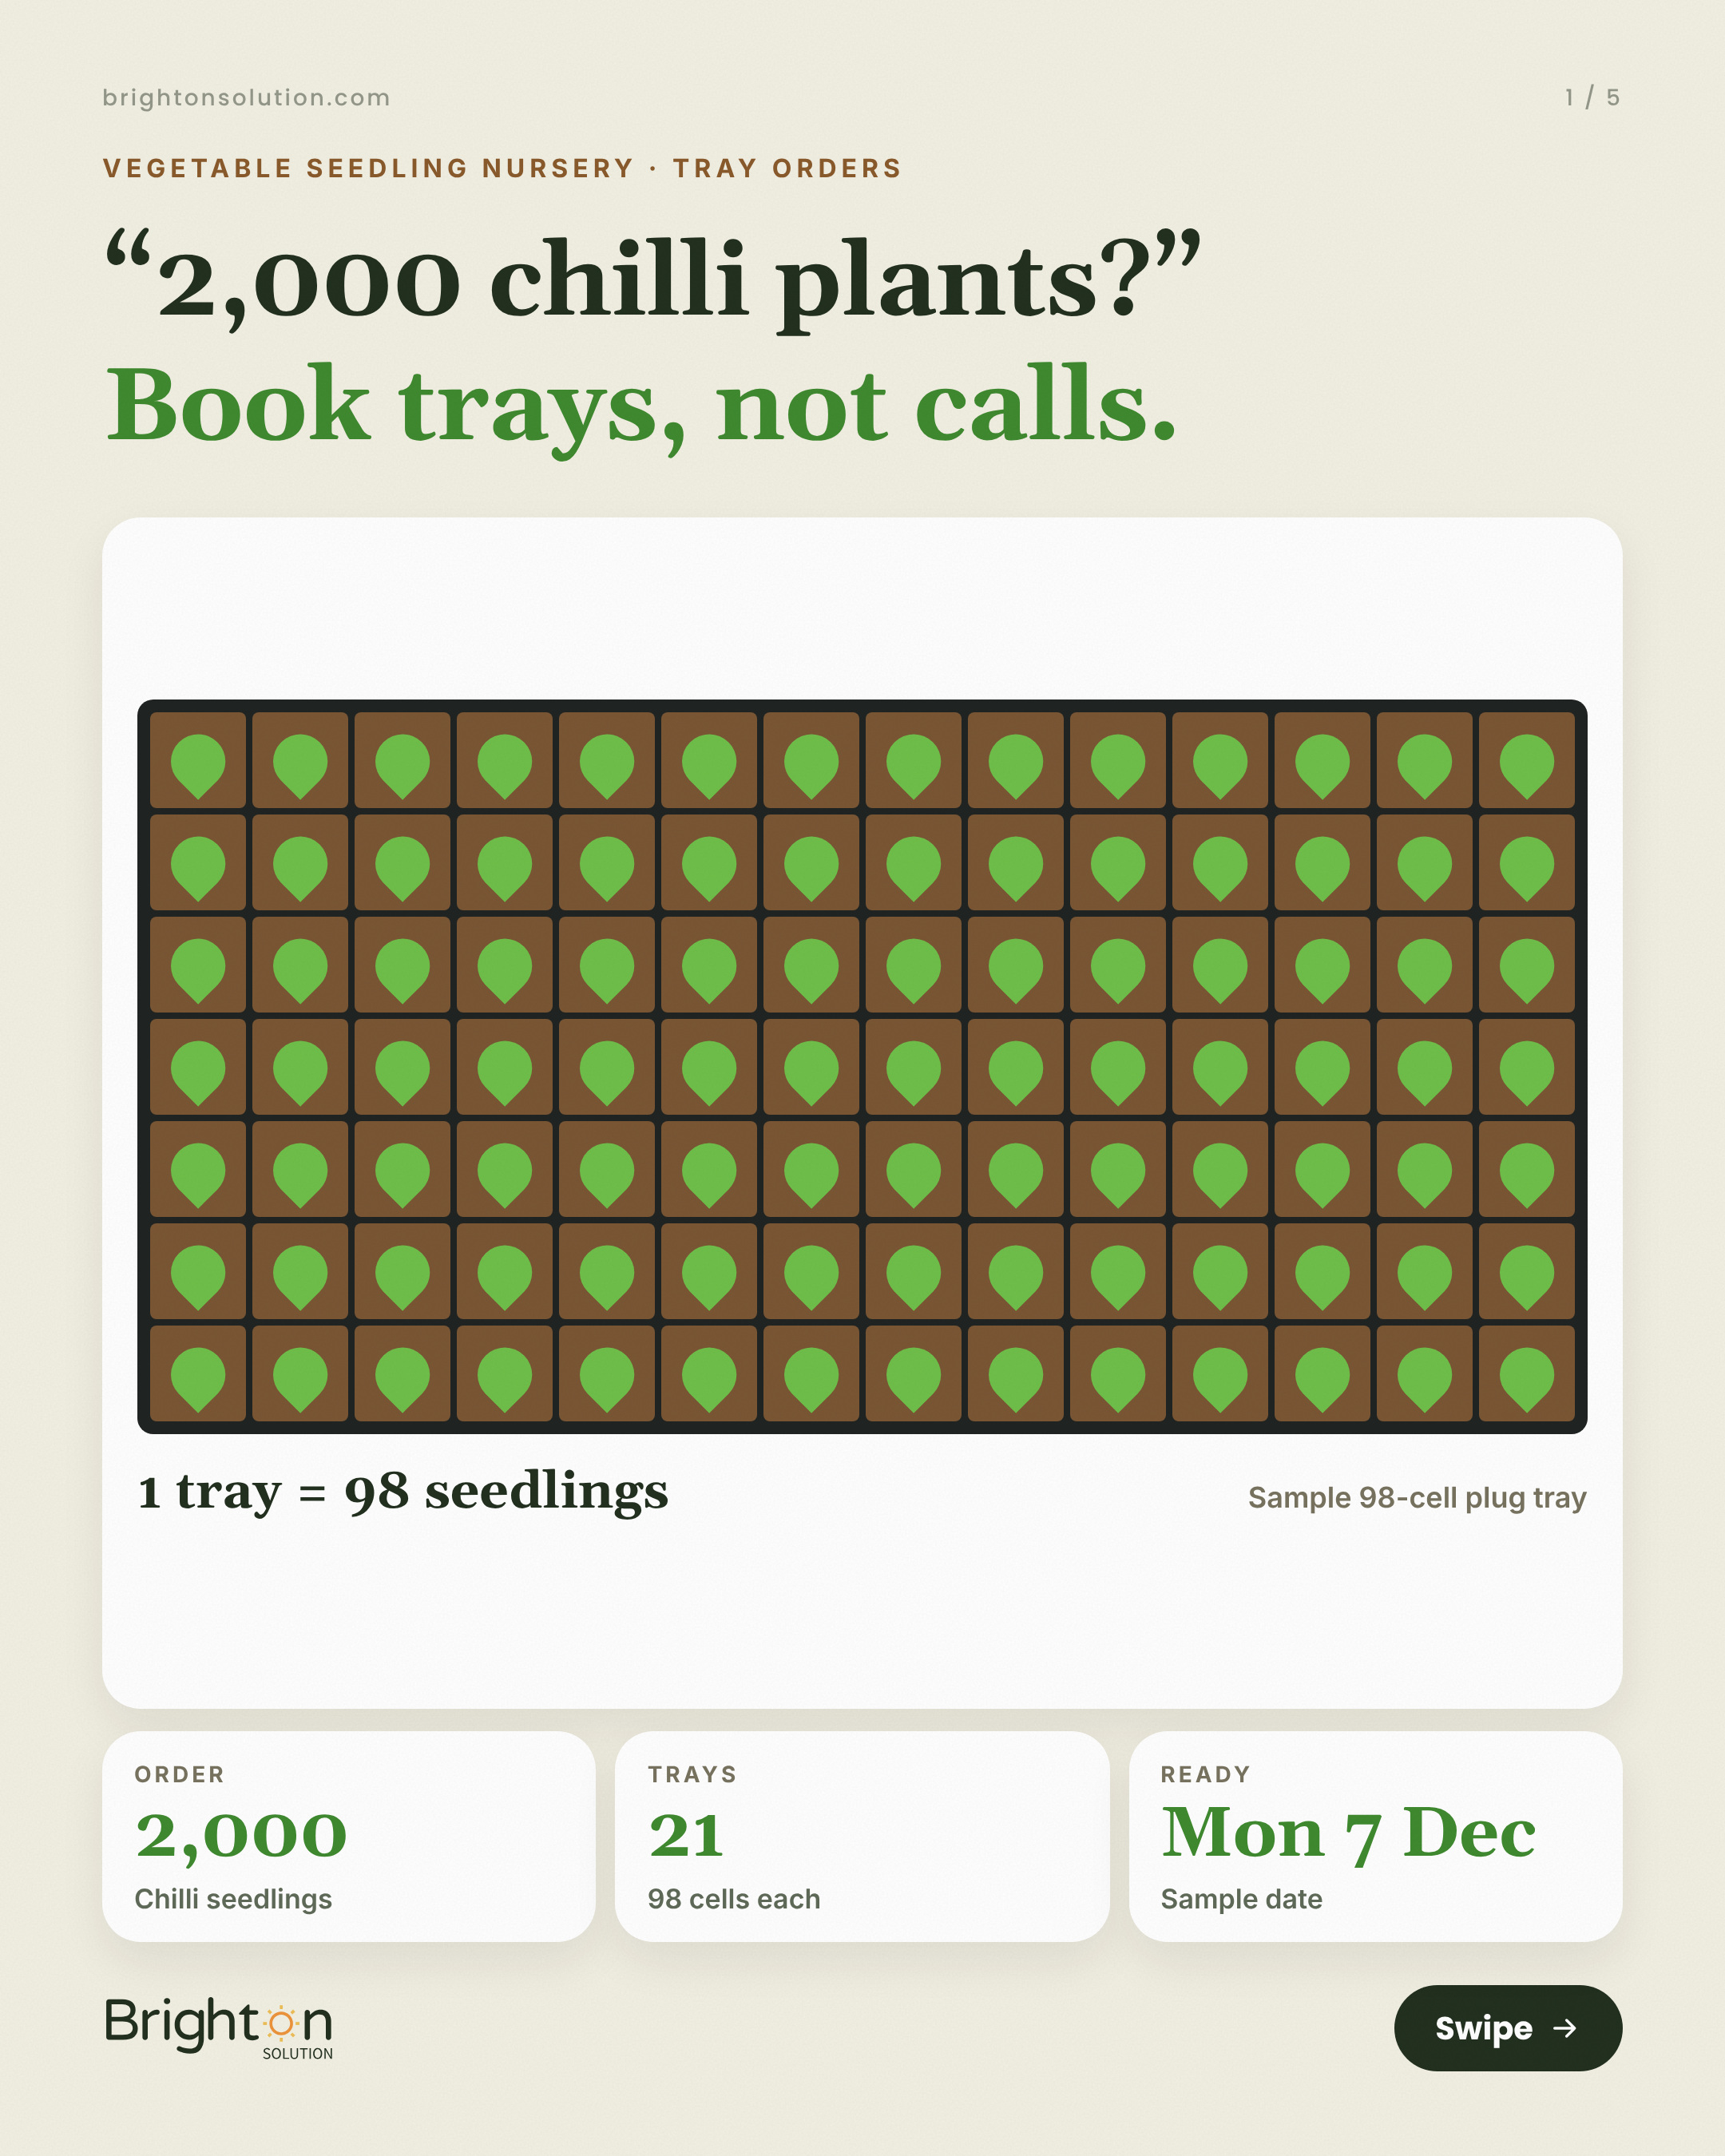 brightonsolution.com
1 / 5
VEGETABLE SEEDLING NURSERY · TRAY ORDERS
“2,000 chilli plants?”
Book trays, not calls.
1 tray = 98 seedlings
Sample 98-cell plug tray
ORDER
2,000
Chilli seedlings
TRAYS
21
98 cells each
READY
Mon 7 Dec
Sample date
Brighton
SOLUTION
Swipe →